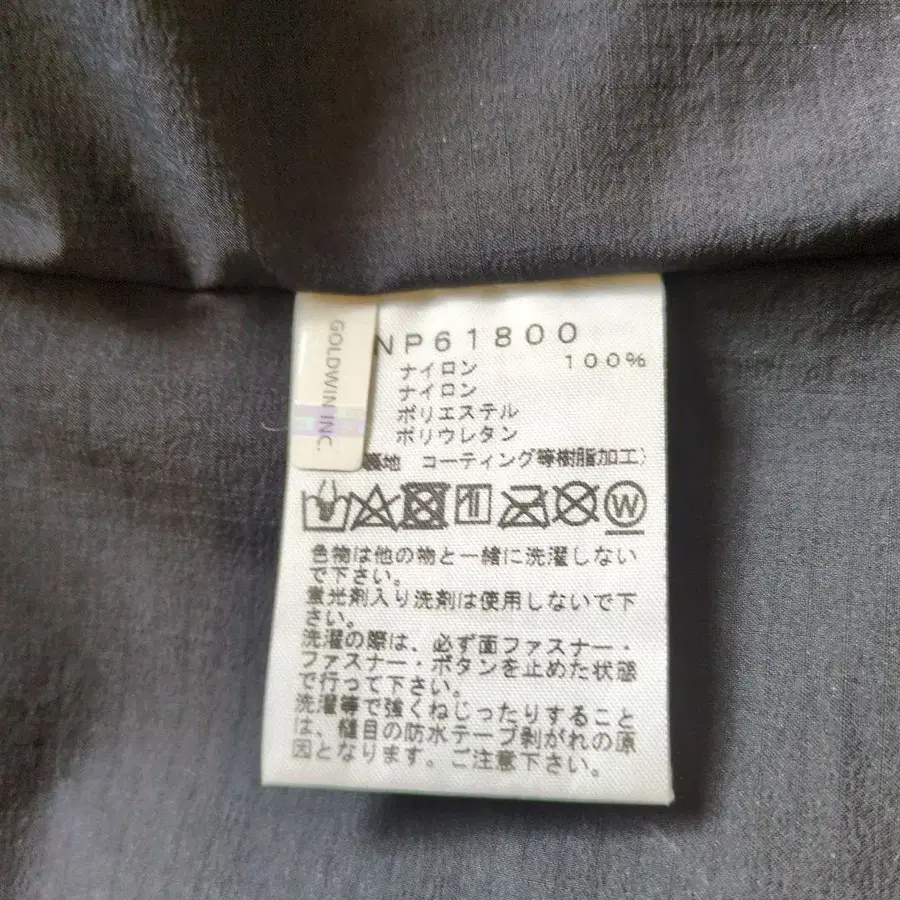 GOLDWIN INC.
NP61800
ナイロン 100%
ナイロン
ポリエステル
ポリウレタン
裏地 コーティング等樹脂加工）
W
色物は他の物と一緒に洗濯しない
で下さい。
蛍光剤入り洗剤は使用しないで下
さい。
洗濯の際は、必ず面ファスナー・
ファスナー・ボタンを止めた状態
で行って下さい。
洗濯等で強くねじったりすること
は、縫目の防水テープ剥がれの原
因となります。ご注意下さい。